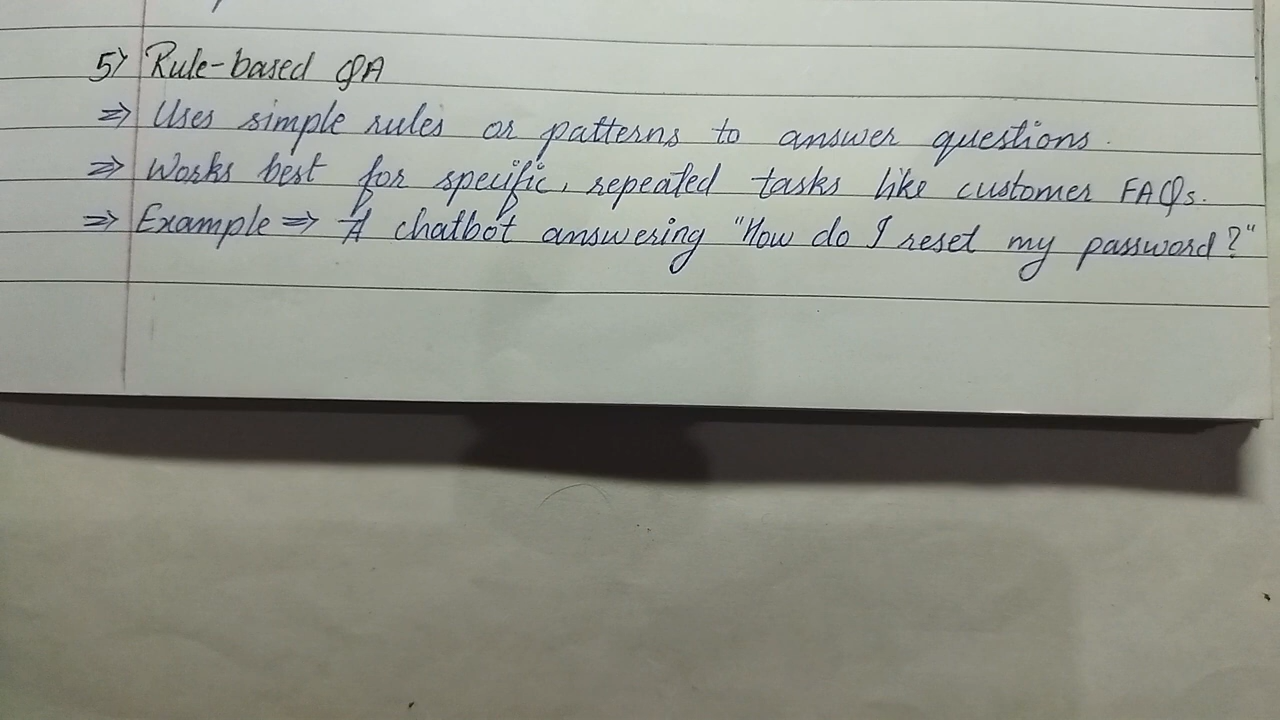 5) Rule-based QA
⇒ Uses simple rules or patterns to answer questions.
⇒ Works best for specific, repeated tasks like customer FAQs.
⇒ Example ⇒ A chatbot answering "How do I reset my password?"